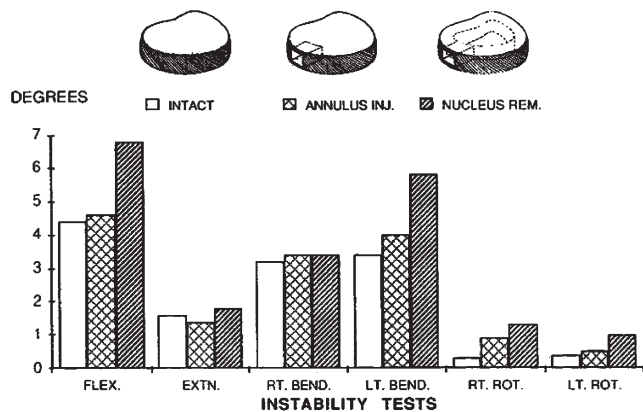 DEGREES
INTACT
ANNULUS INJ.
NUCLEUS REM.
7
6
5
4
3
2
1
0
FLEX. EXTN. RT. BEND. LT. BEND. RT. ROT. LT. ROT.
INSTABILITY TESTS